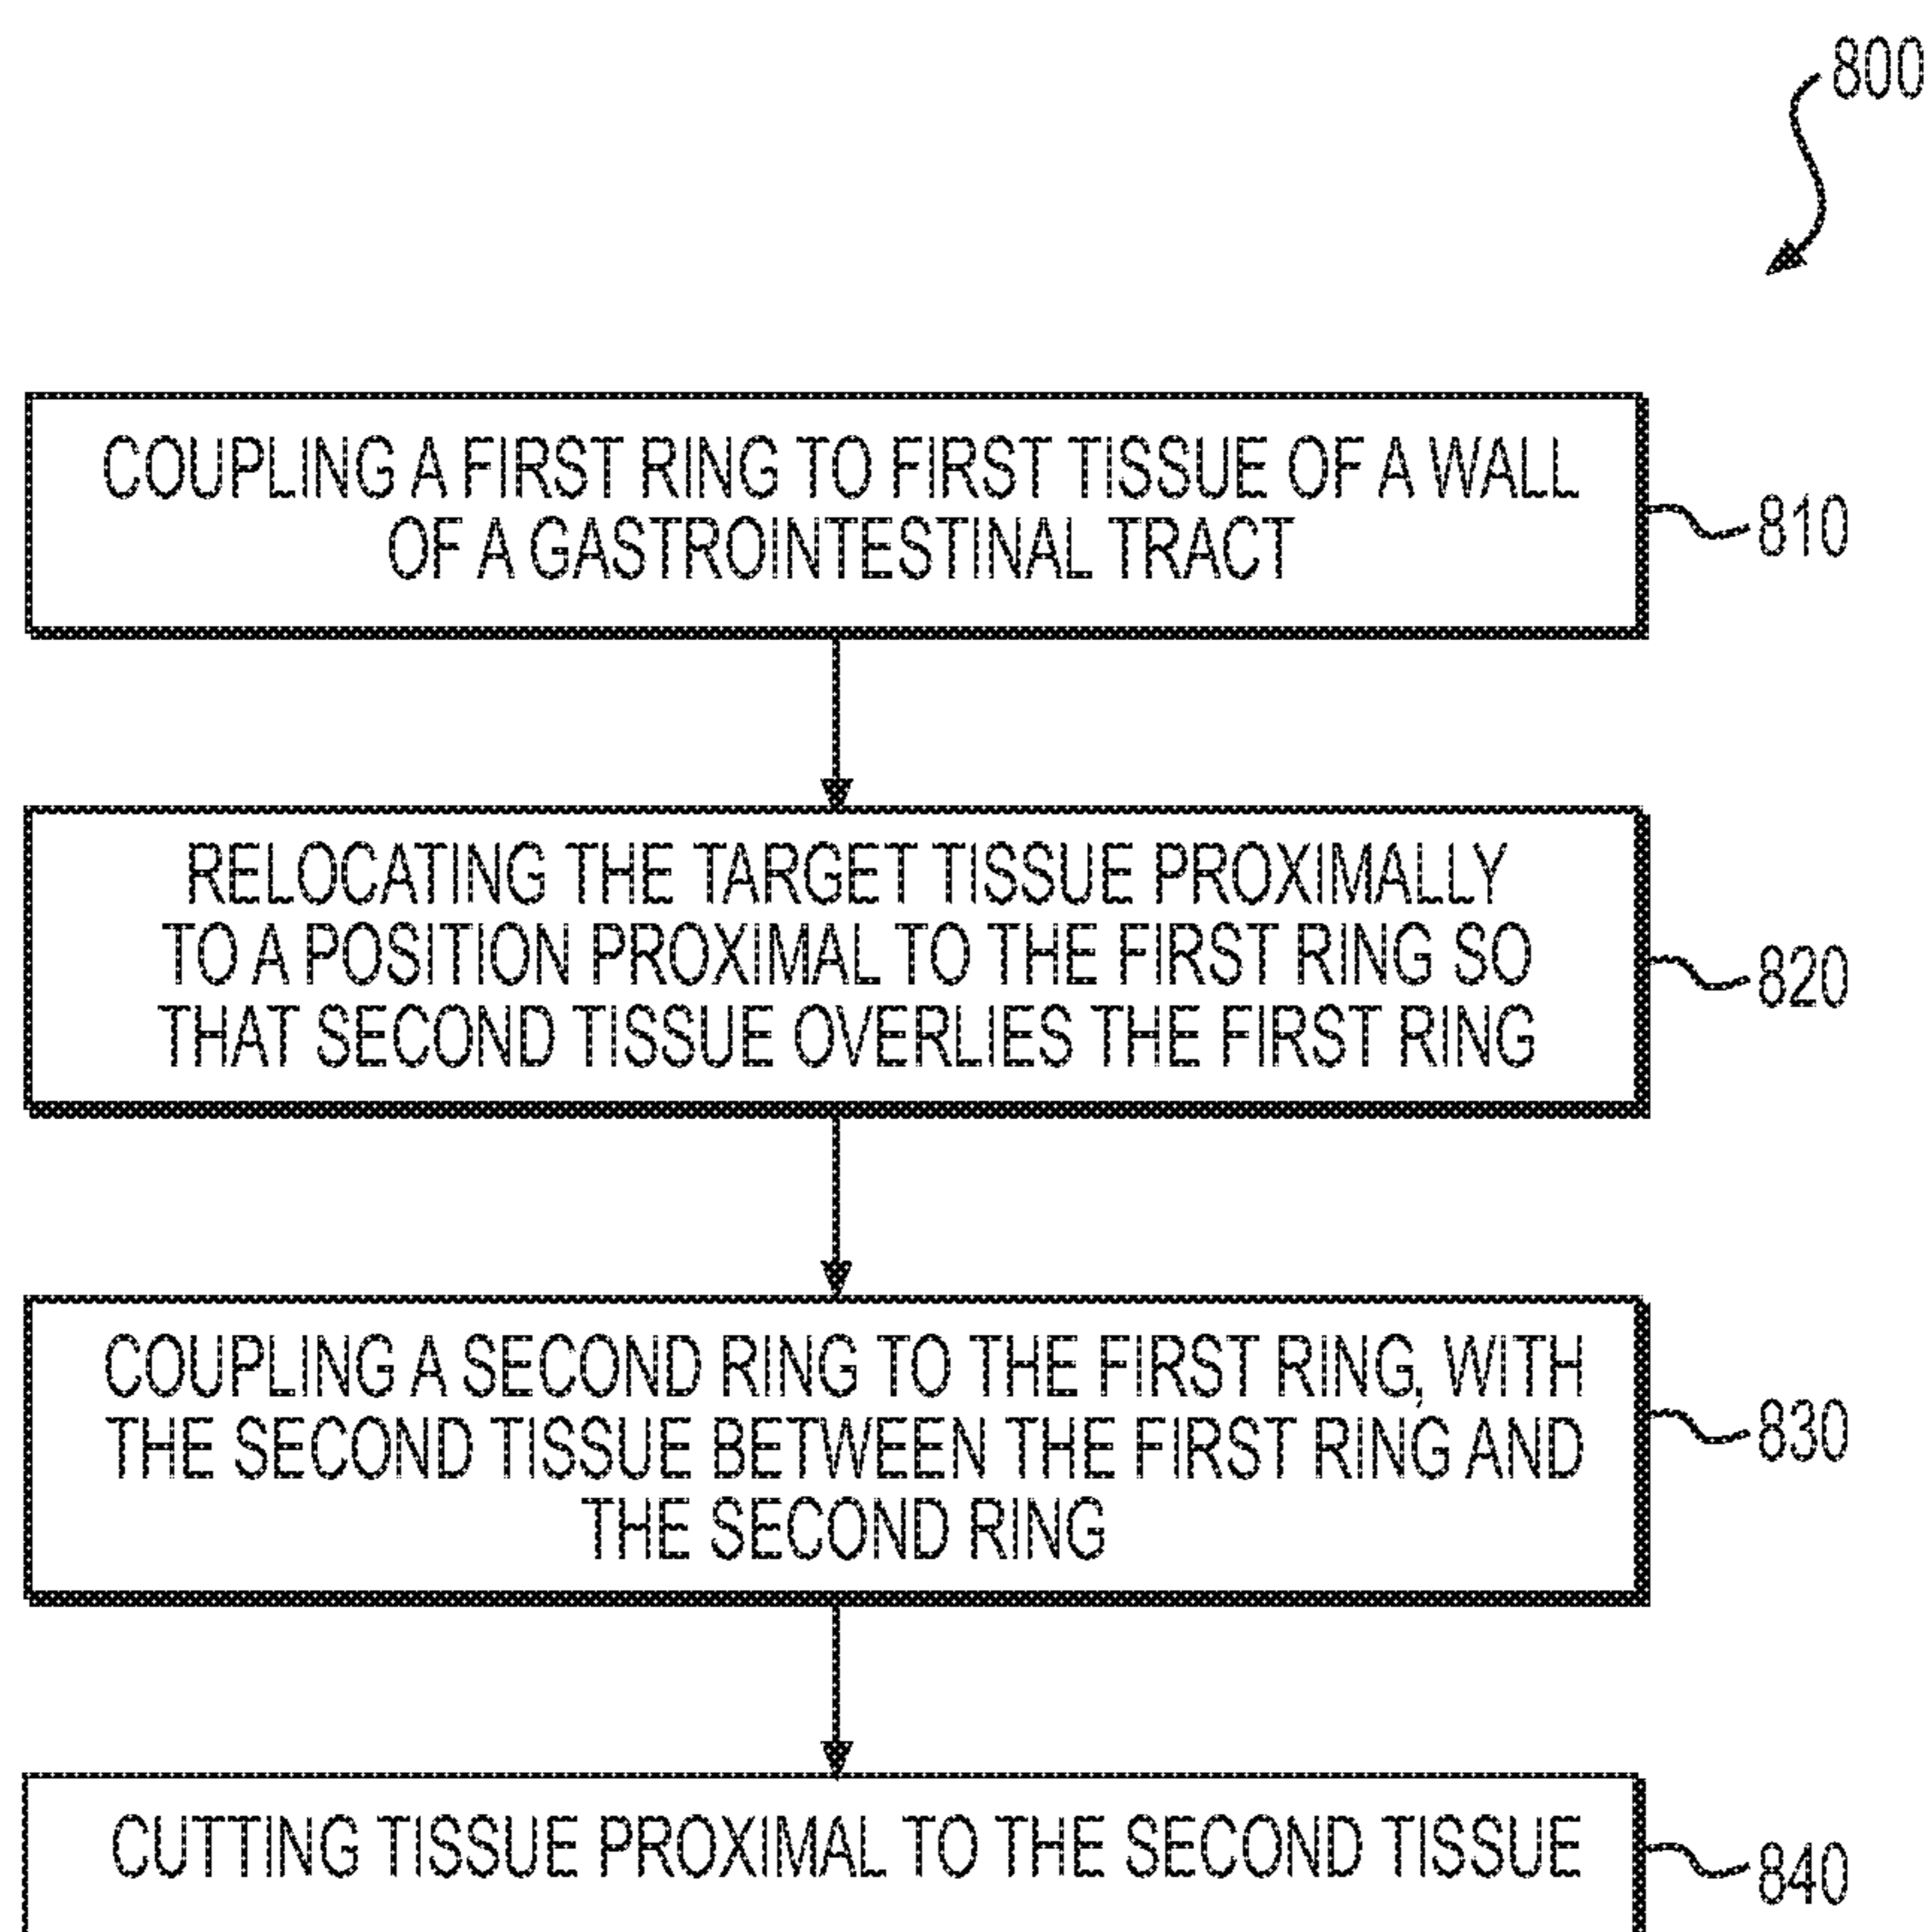 800
COUPLING A FIRST RING TO FIRST TISSUE OF A WALL
OF A GASTROINTESTINAL TRACT
810
RELOCATING THE TARGET TISSUE PROXIMALLY
TO A POSITION PROXIMAL TO THE FIRST RING SO
THAT SECOND TISSUE OVERLIES THE FIRST RING
820
COUPLING A SECOND RING TO THE FIRST RING, WITH
THE SECOND TISSUE BETWEEN THE FIRST RING AND
THE SECOND RING
830
CUTTING TISSUE PROXIMAL TO THE SECOND TISSUE
840